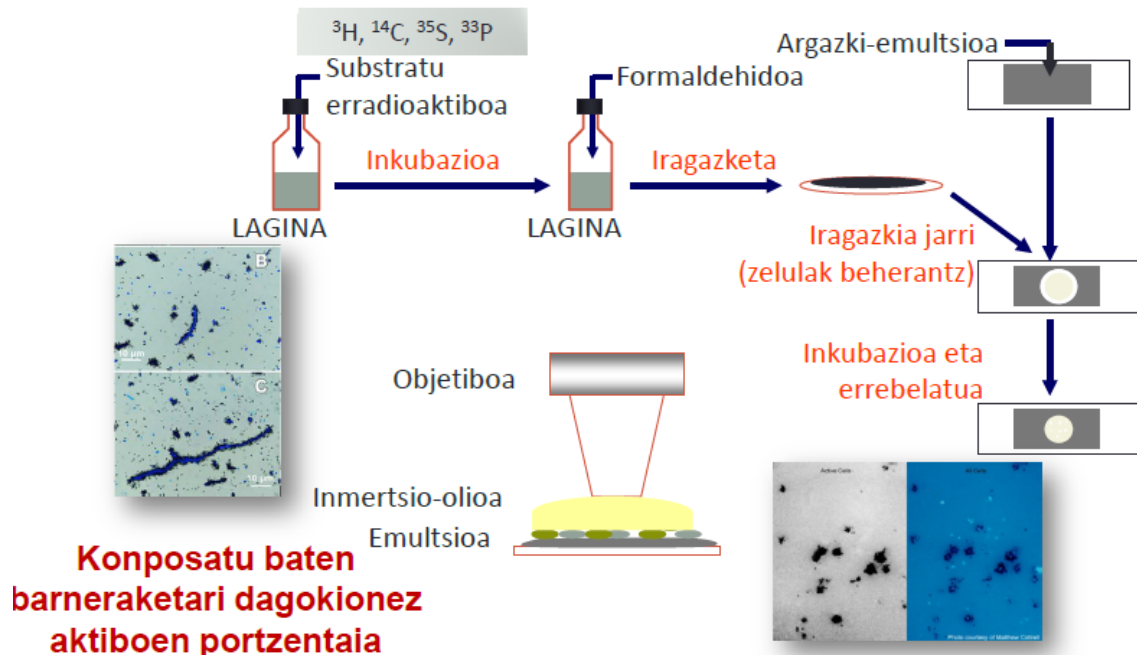 ³H, ¹⁴C, ³⁵S, ³³P
Substratu
erradioaktiboa
LAGINA
Inkubazioa
Formaldehidoa
LAGINA
Iragazketa
Argazki-emultsioa
Iragazkia jarri
(zelulak beherantz)
Inkubazioa eta
errebelatua
B
10 µm
C
10 µm
Objetiboa
Inmertsio-olioa
Emultsioa
Active Cells
All Cells
Photo courtesy of Matthew Cottrell
Konposatu baten
barneraketari dagokionez
aktiboen portzentaia